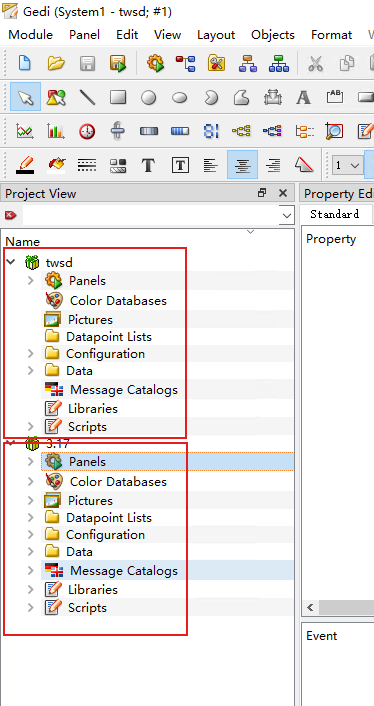 Gedi (System1 - twsd; #1)
Module Panel Edit View Layout Objects Format
A
AB
1
Project View
Property Edi
Standard
Name
Property
twsd
Panels
Color Databases
Pictures
Datapoint Lists
Configuration
Data
Message Catalogs
Libraries
Scripts
3.17
Panels
Color Databases
Pictures
Datapoint Lists
Configuration
Data
Message Catalogs
Libraries
Scripts
Event